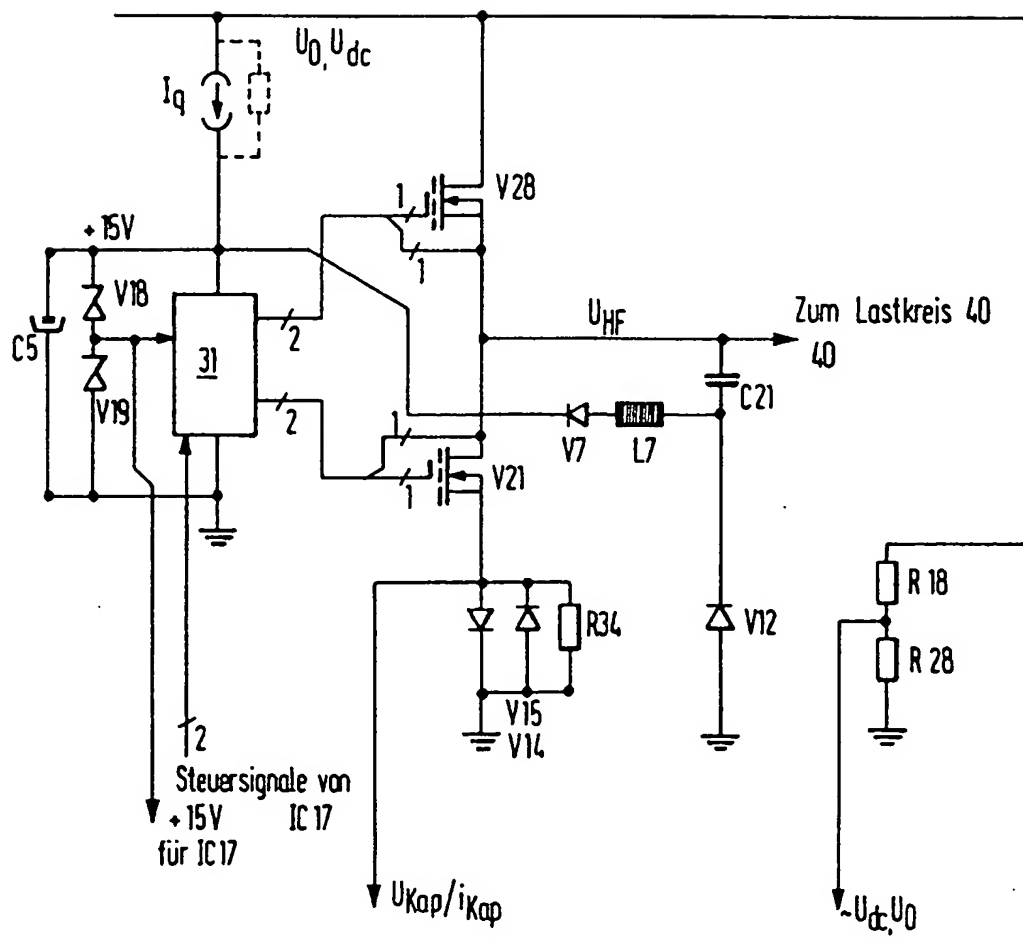 U0, Udc
Iq
1
V28
+15V
1
V18
C5
31
2
UHF
Zum Lastkreis 40
40
C21
V19
2
1
V7
L7
1
V21
R34
V12
R 18
R 28
V15
V14
2
Steuersignale von
IC 17
+15V
für IC17
UKap/iKap
~Udc,U0